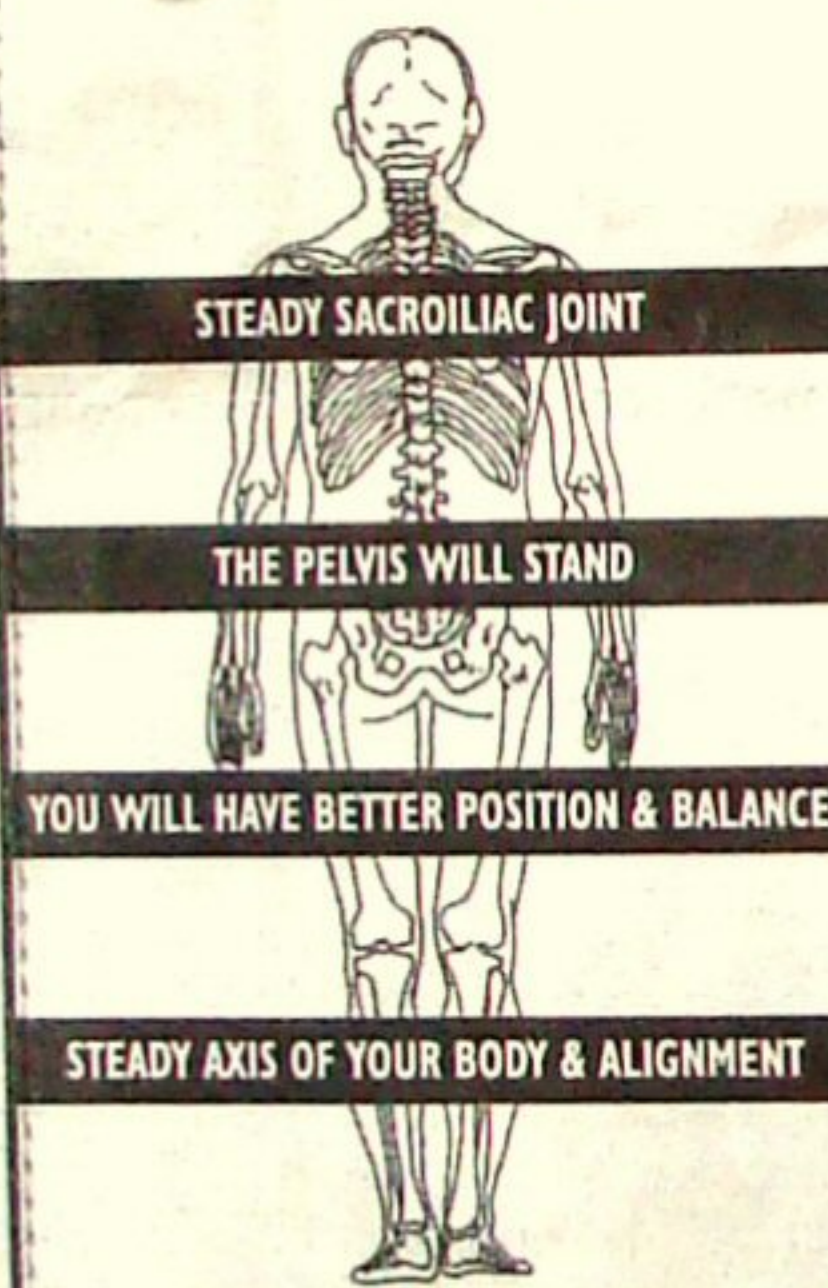 STEADY SACROILIAC JOINT
THE PELVIS WILL STAND
YOU WILL HAVE BETTER POSITION & BALANCE
STEADY AXIS OF YOUR BODY & ALIGNMENT